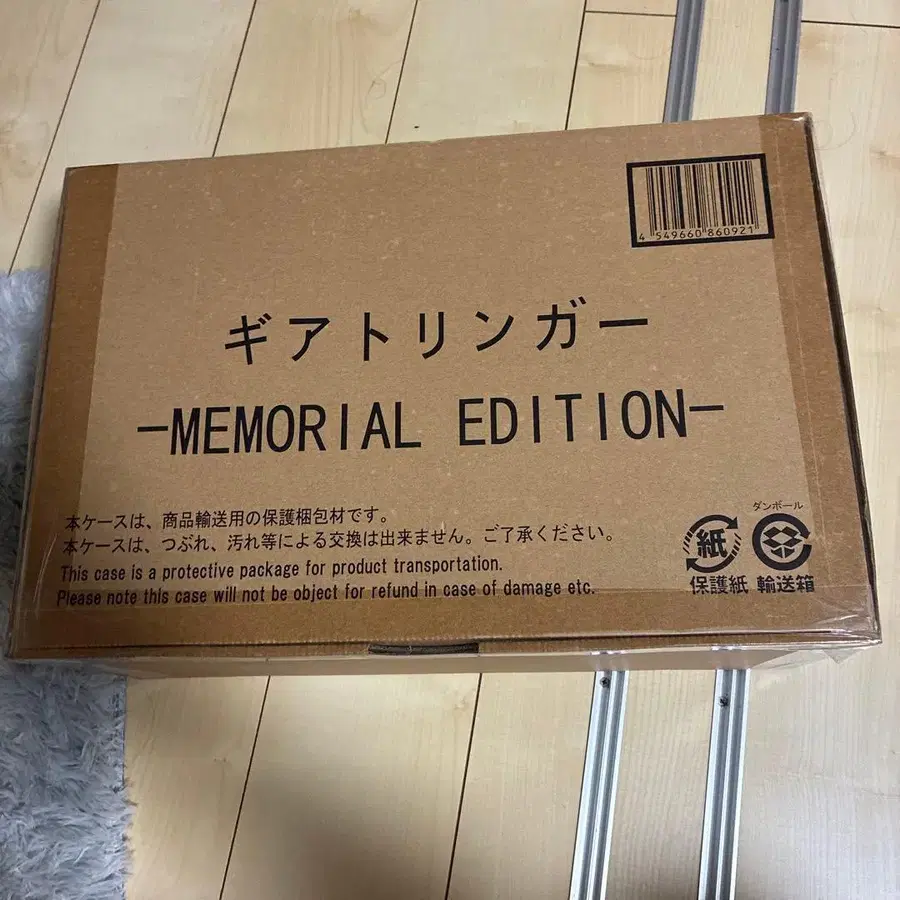 4 549660 860921
ギアトリンガー
-MEMORIAL EDITION-
本ケースは、商品輸送用の保護梱包材です。
本ケースは、つぶれ、汚れ等による交換は出来ません。ご了承ください。
This case is a protective package for product transportation.
Please note this case will not be object for refund in case of damage etc.
ダンボール
紙
保護紙 輸送箱